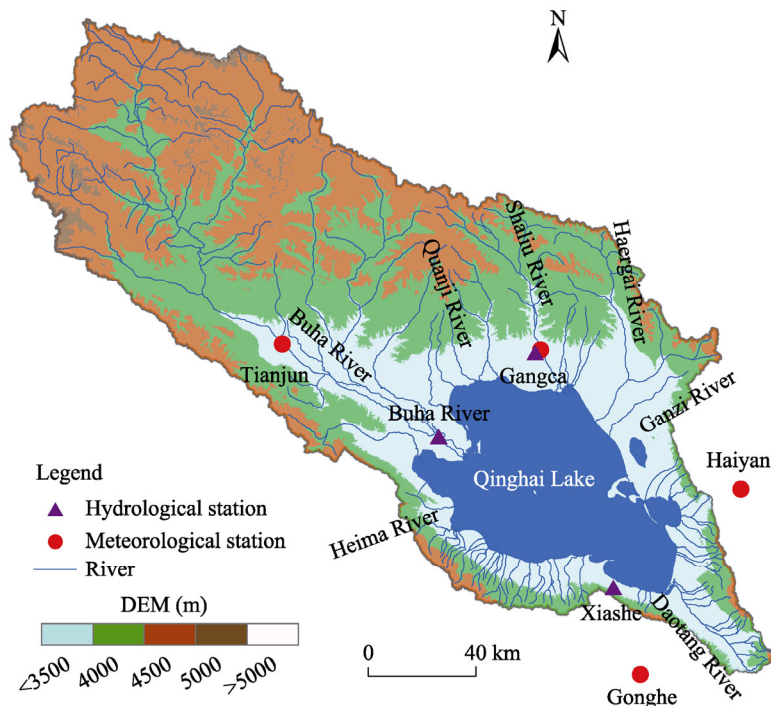 N
Shaliu River
Haergai River
Quanji River
Buha River
Tianjun
Gangca
Buha River
Ganzi River
Haiyan
Qinghai Lake
Legend
Hydrological station
Meteorological station
River
Heima River
DEM (m)
<3500 4000 4500 5000 >5000
0 40 km
Xiashe
Daotang River
Gonghe